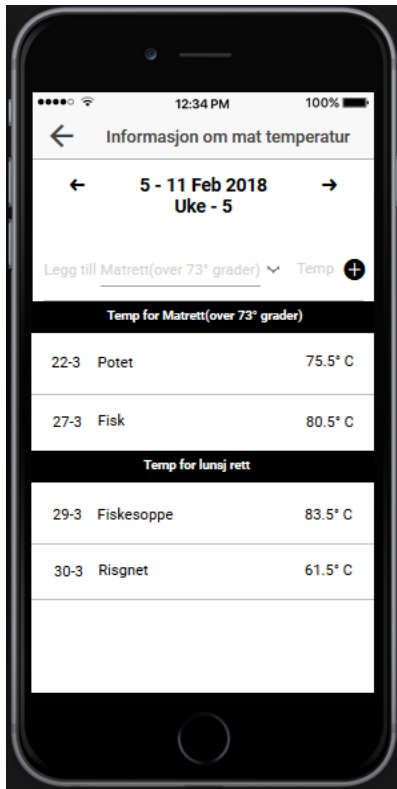 12:34 PM 100%
Informasjon om mat temperatur
5 - 11 Feb 2018
Uke - 5
Legg till Matrett(over 73° grader) Temp
Temp for Matrett(over 73° grader)
22-3 Potet 75.5° C
27-3 Fisk 80.5° C
Temp for lunsj rett
29-3 Fiskesoppe 83.5° C
30-3 Risgnet 61.5° C